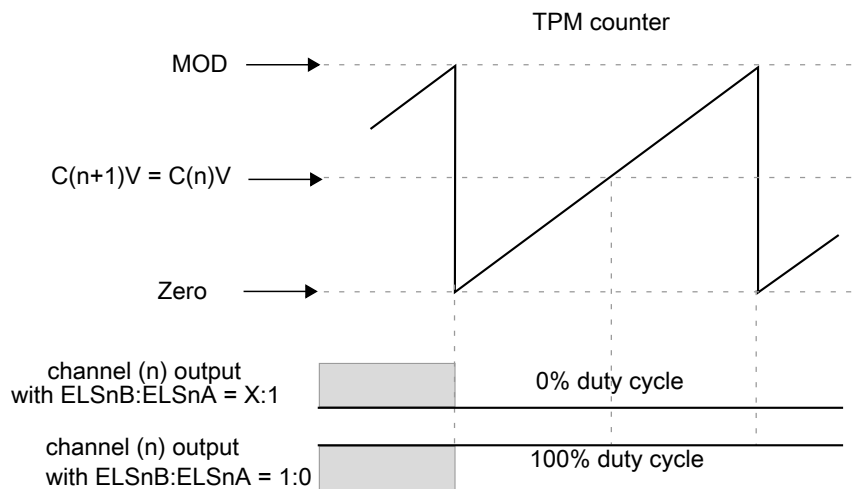 TPM counter
MOD
C(n+1)V = C(n)V
Zero
channel (n) output
with ELSnB:ELSnA = X:1
0% duty cycle
channel (n) output
with ELSnB:ELSnA = 1:0
100% duty cycle